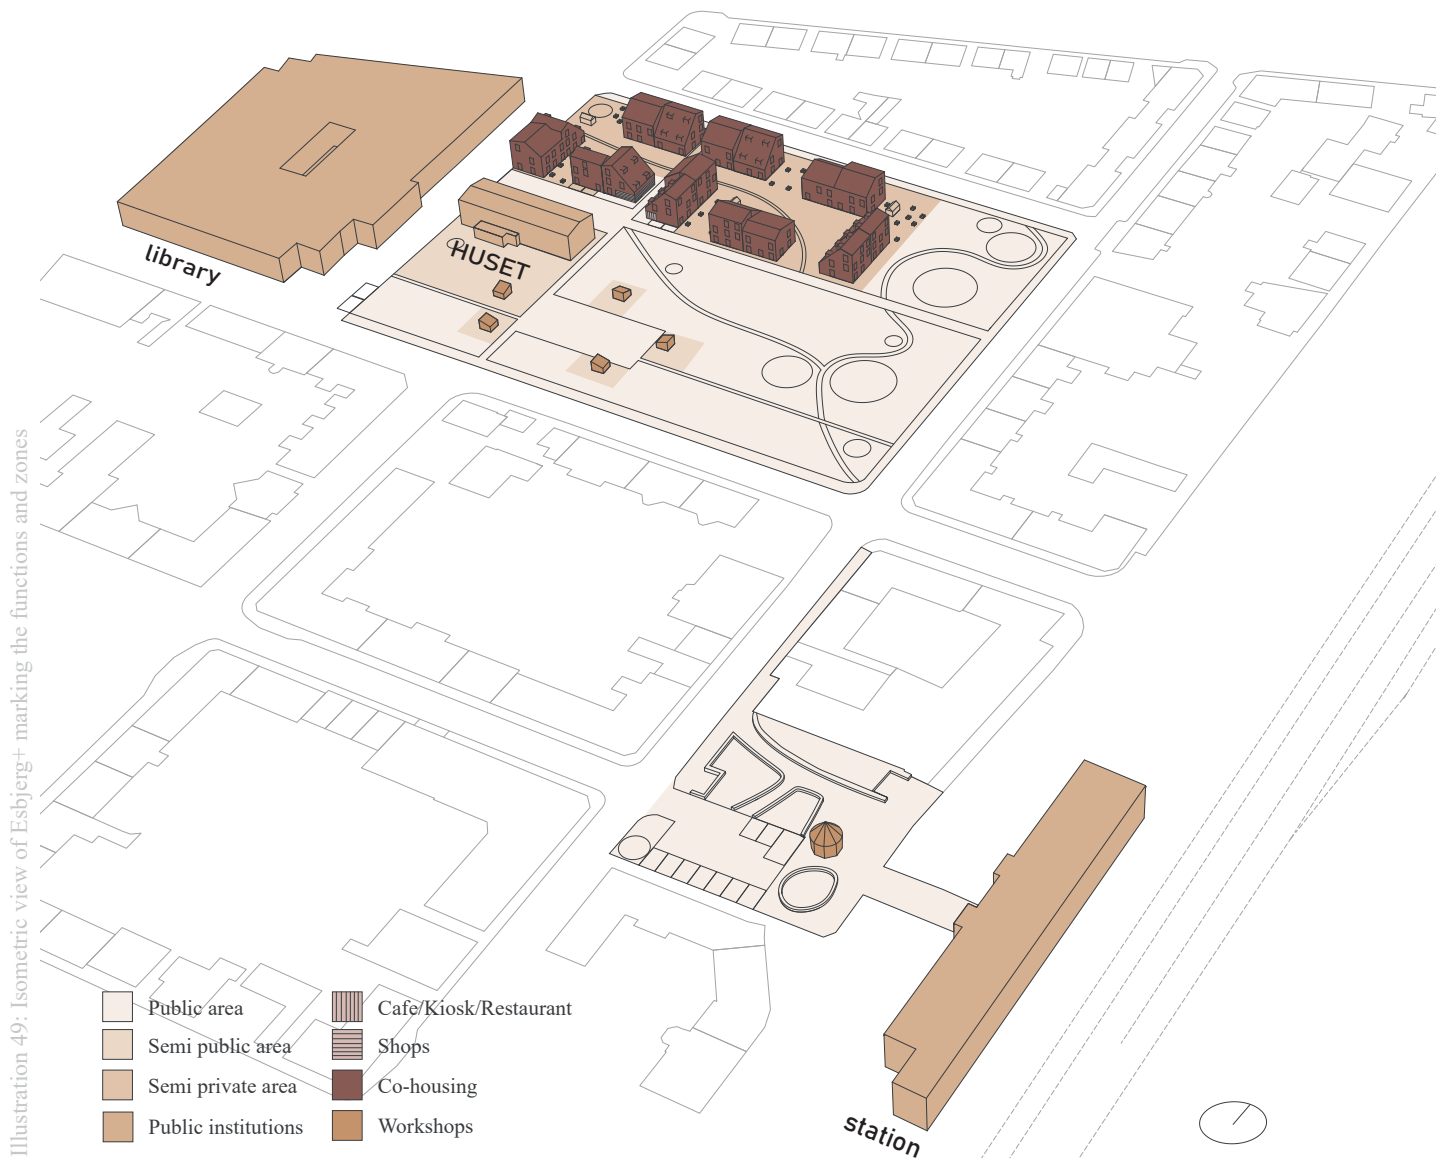 library
HUSET
station
Public area
Semi public area
Semi private area
Public institutions
Cafe/Kiosk/Restaurant
Shops
Co-housing
Workshops
Illustration 49: Isometric view of Esbjerg+ marking the functions and zones